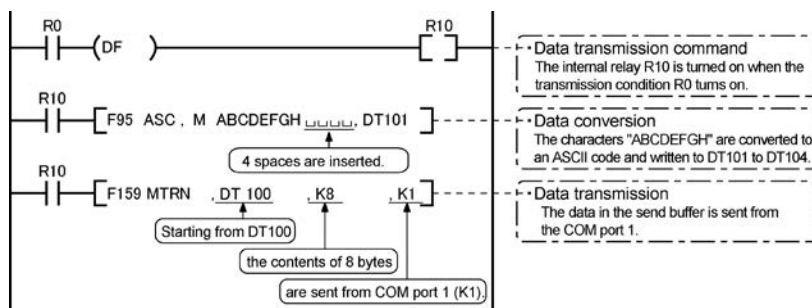 R0
(DF )
R10
Data transmission command
The internal relay R10 is turned on when the
transmission condition R0 turns on.
R10
F95 ASC , M ABCDEFGH ␣␣␣␣, DT101
4 spaces are inserted.
Data conversion
The characters "ABCDEFGH" are converted to
an ASCII code and written to DT101 to DT104.
R10
F159 MTRN , DT 100 , K8 , K1
Starting from DT100
the contents of 8 bytes
are sent from COM port 1 (K1).
Data transmission
The data in the send buffer is sent from
the COM port 1.